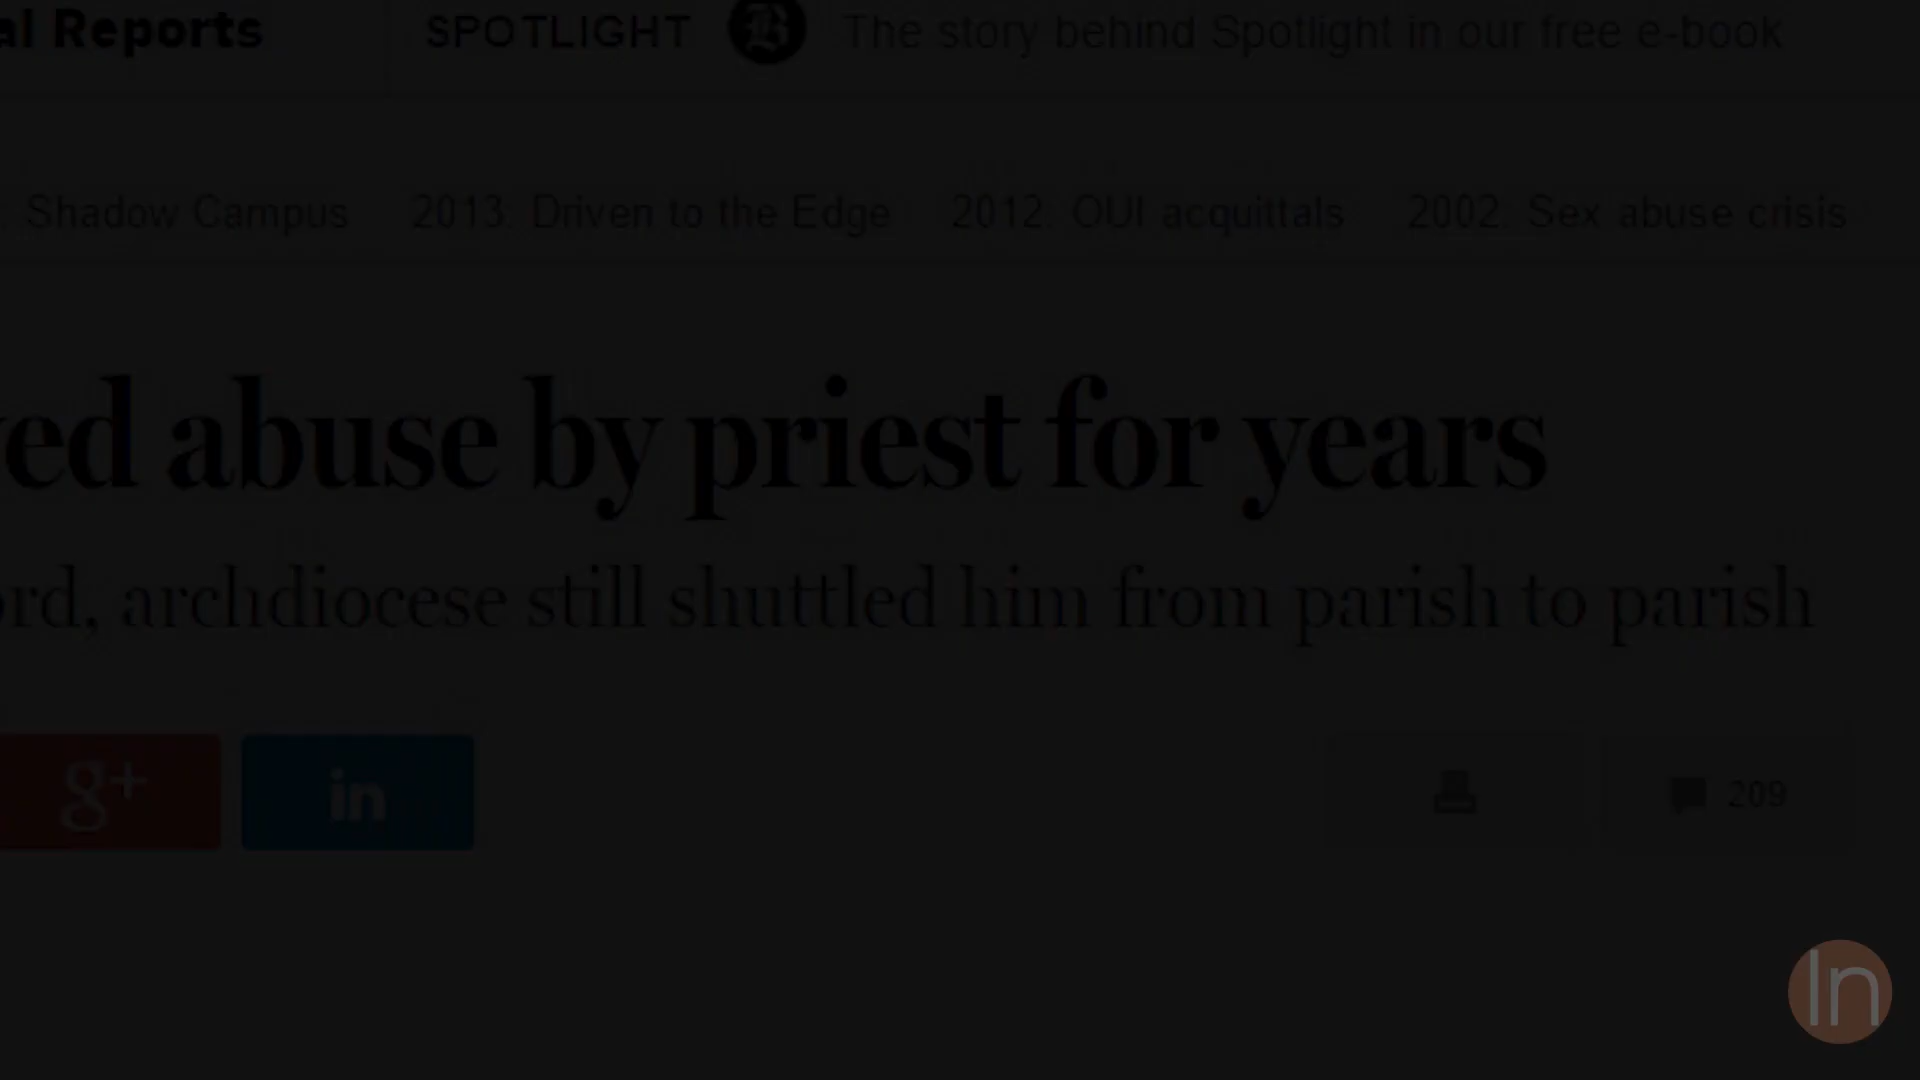 al Reports SPOTLIGHT B The story behind Spotlight in our free e-book
Shadow Campus 2013: Driven to the Edge 2012: OUI acquittals 2002: Sex abuse crisis
ed abuse by priest for years
rd, archdiocese still shuttled him from parish to parish
g+ in 209
In